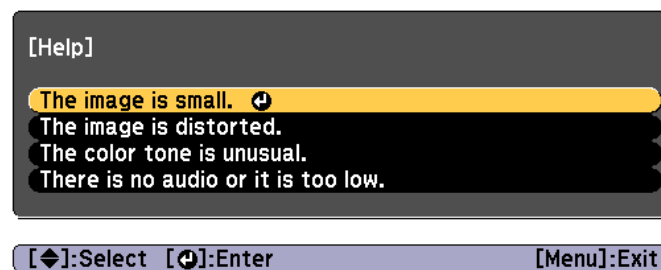 [Help]
The image is small.
The image is distorted.
The color tone is unusual.
There is no audio or it is too low.
[◆]:Select [↵]:Enter [Menu]:Exit